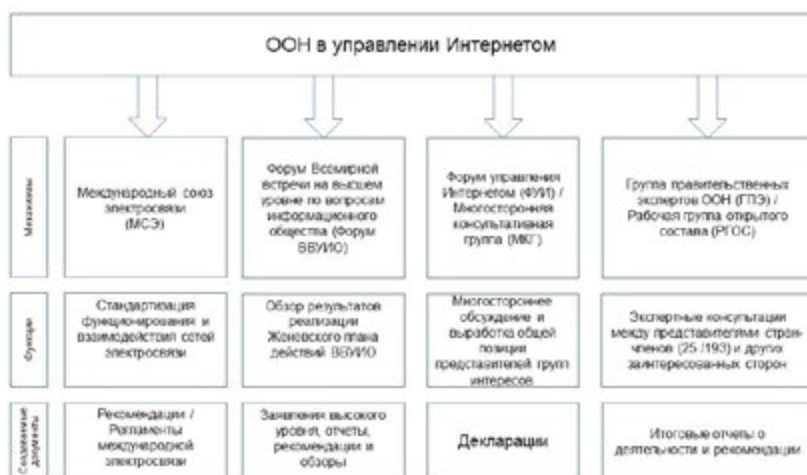 ООН в управлении Интернетом
Механизмы
Международный союз
электросвязи
(МСЭ)
Форум Всемирной
встречи на высшем
уровне по вопросам
информационного
общества (Форум
ВВУИО)
Форум управления
Интернетом (ФУИ) /
Многосторонняя
консультативная
группа (МКГ)
Группа правительственных
экспертов ООН (ГПЭ) /
Рабочая группа открытого
состава (РГОС)
Функции
Стандартизация
функционирования и
взаимодействия сетей
электросвязи
Обзор результатов
реализации
Женевского плана
действий ВВУИО
Многостороннее
обсуждение и
выработка общей
позиции
представителей групп
интересов
Экспертные консультации
между представителями стран-
членов (25 /193) и других
заинтересованных сторон
Создаваемые
документы
Рекомендации /
Регламенты
международной
электросвязи
Заявления высокого
уровня, отчеты,
рекомендации и
обзоры
Декларации
Итоговые отчеты о
деятельности и рекомендации